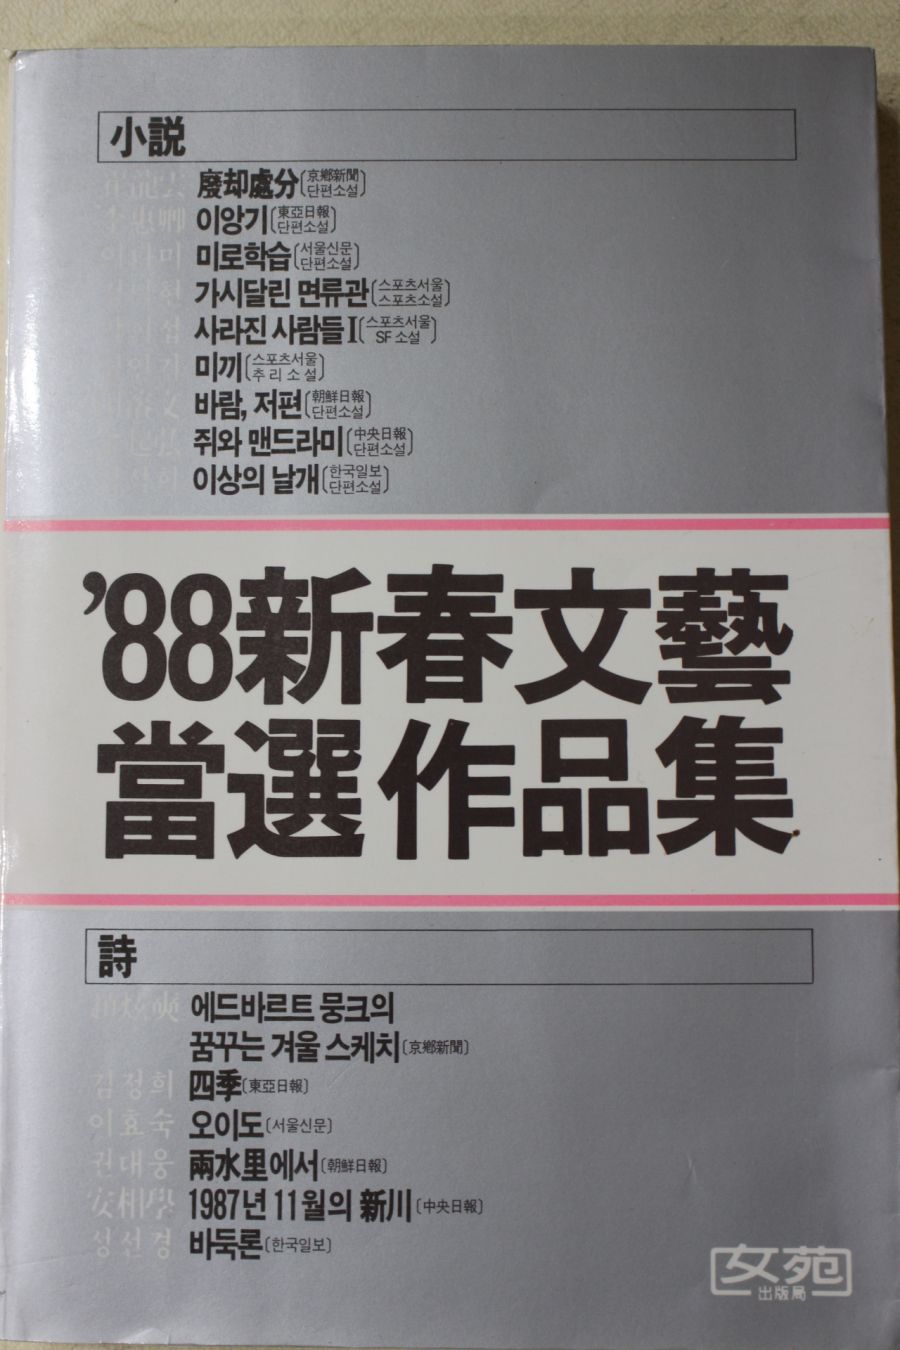 小説
廢却處分〔京鄕新聞 단편소설〕
李惠卿 이앙기〔東亞日報 단편소설〕
미로학습〔서울신문 단편소설〕
가시달린 면류관〔스포츠서울 스포츠소설〕
사라진 사람들Ⅰ〔스포츠서울 SF 소설〕
미끼〔스포츠서울 추리소설〕
바람, 저편〔朝鮮日報 단편소설〕
쥐와 맨드라미〔中央日報 단편소설〕
이상의 날개〔한국일보 단편소설〕
’88新春文藝
當選作品集
詩
에드바르트 뭉크의
꿈꾸는 겨울 스케치〔京鄕新聞〕
김정희 四季〔東亞日報〕
이효숙 오이도〔서울신문〕
권대웅 兩水里에서〔朝鮮日報〕
安相學 1987년 11월의 新川〔中央日報〕
성선경 바둑론〔한국일보〕
女苑
出版局